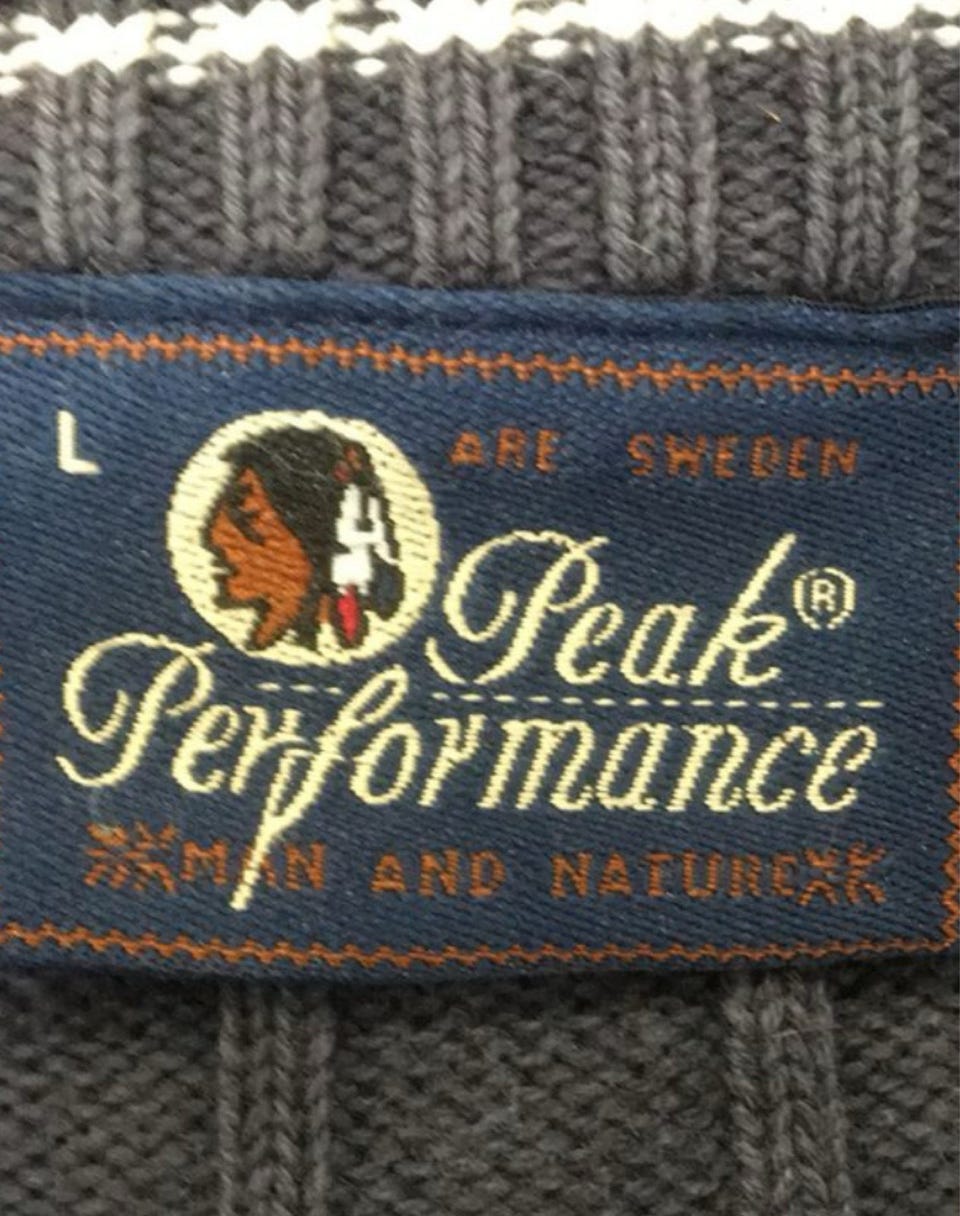 L
ARE SWEDEN
Peak®
Performance
MAN AND NATURE